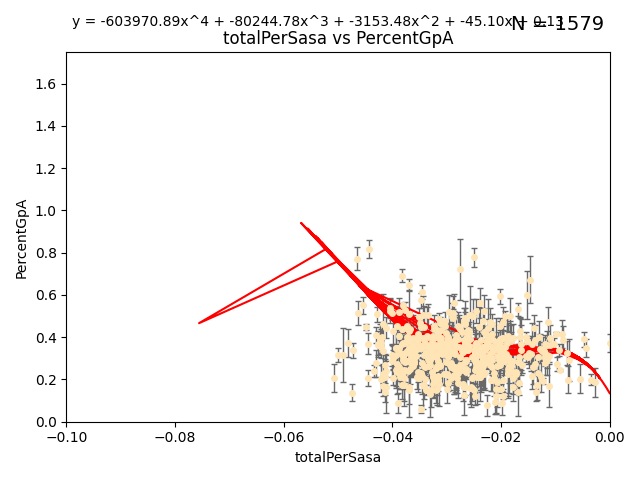 y = -603970.89x^4 + -80244.78x^3 + -3153.48x^2 + -45.10x + 0.13
N = 1579
totalPerSasa vs PercentGpA
1.6
1.4
1.2
1.0
0.8
0.6
0.4
0.2
0.0
PercentGpA
−0.10 −0.08 −0.06 −0.04 −0.02 0.00
totalPerSasa